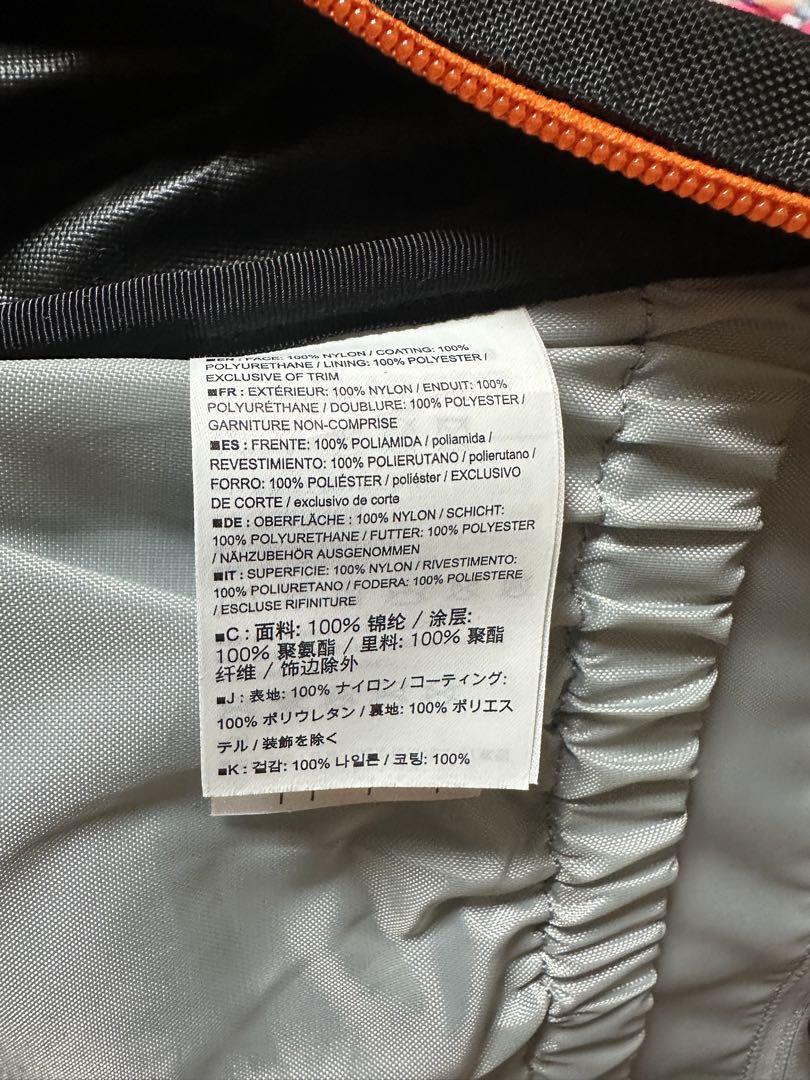 ■EN : FACE: 100% NYLON / COATING: 100%
POLYURETHANE / LINING: 100% POLYESTER /
EXCLUSIVE OF TRIM
■FR : EXTÉRIEUR: 100% NYLON / ENDUIT: 100%
POLYURÉTHANE / DOUBLURE: 100% POLYESTER /
GARNITURE NON-COMPRISE
■ES : FRENTE: 100% POLIAMIDA / poliamida /
REVESTIMIENTO: 100% POLIERUTANO / polierutano /
FORRO: 100% POLIÉSTER / poliéster / EXCLUSIVO
DE CORTE / exclusivo de corte
■DE : OBERFLÄCHE : 100% NYLON / SCHICHT:
100% POLYURETHANE / FUTTER: 100% POLYESTER
/ NÄHZUBEHÖR AUSGENOMMEN
■IT : SUPERFICIE: 100% NYLON / RIVESTIMENTO:
100% POLIURETANO / FODERA: 100% POLIESTERE
/ ESCLUSE RIFINITURE
■C : 面料: 100% 锦纶 / 涂层:
100% 聚氨酯 / 里料: 100% 聚酯
纤维 / 饰边除外
■J : 表地: 100% ナイロン / コーティング:
100% ポリウレタン / 裏地: 100% ポリエス
テル / 装飾を除く
■K : 겉감: 100% 나일론 / 코팅: 100%